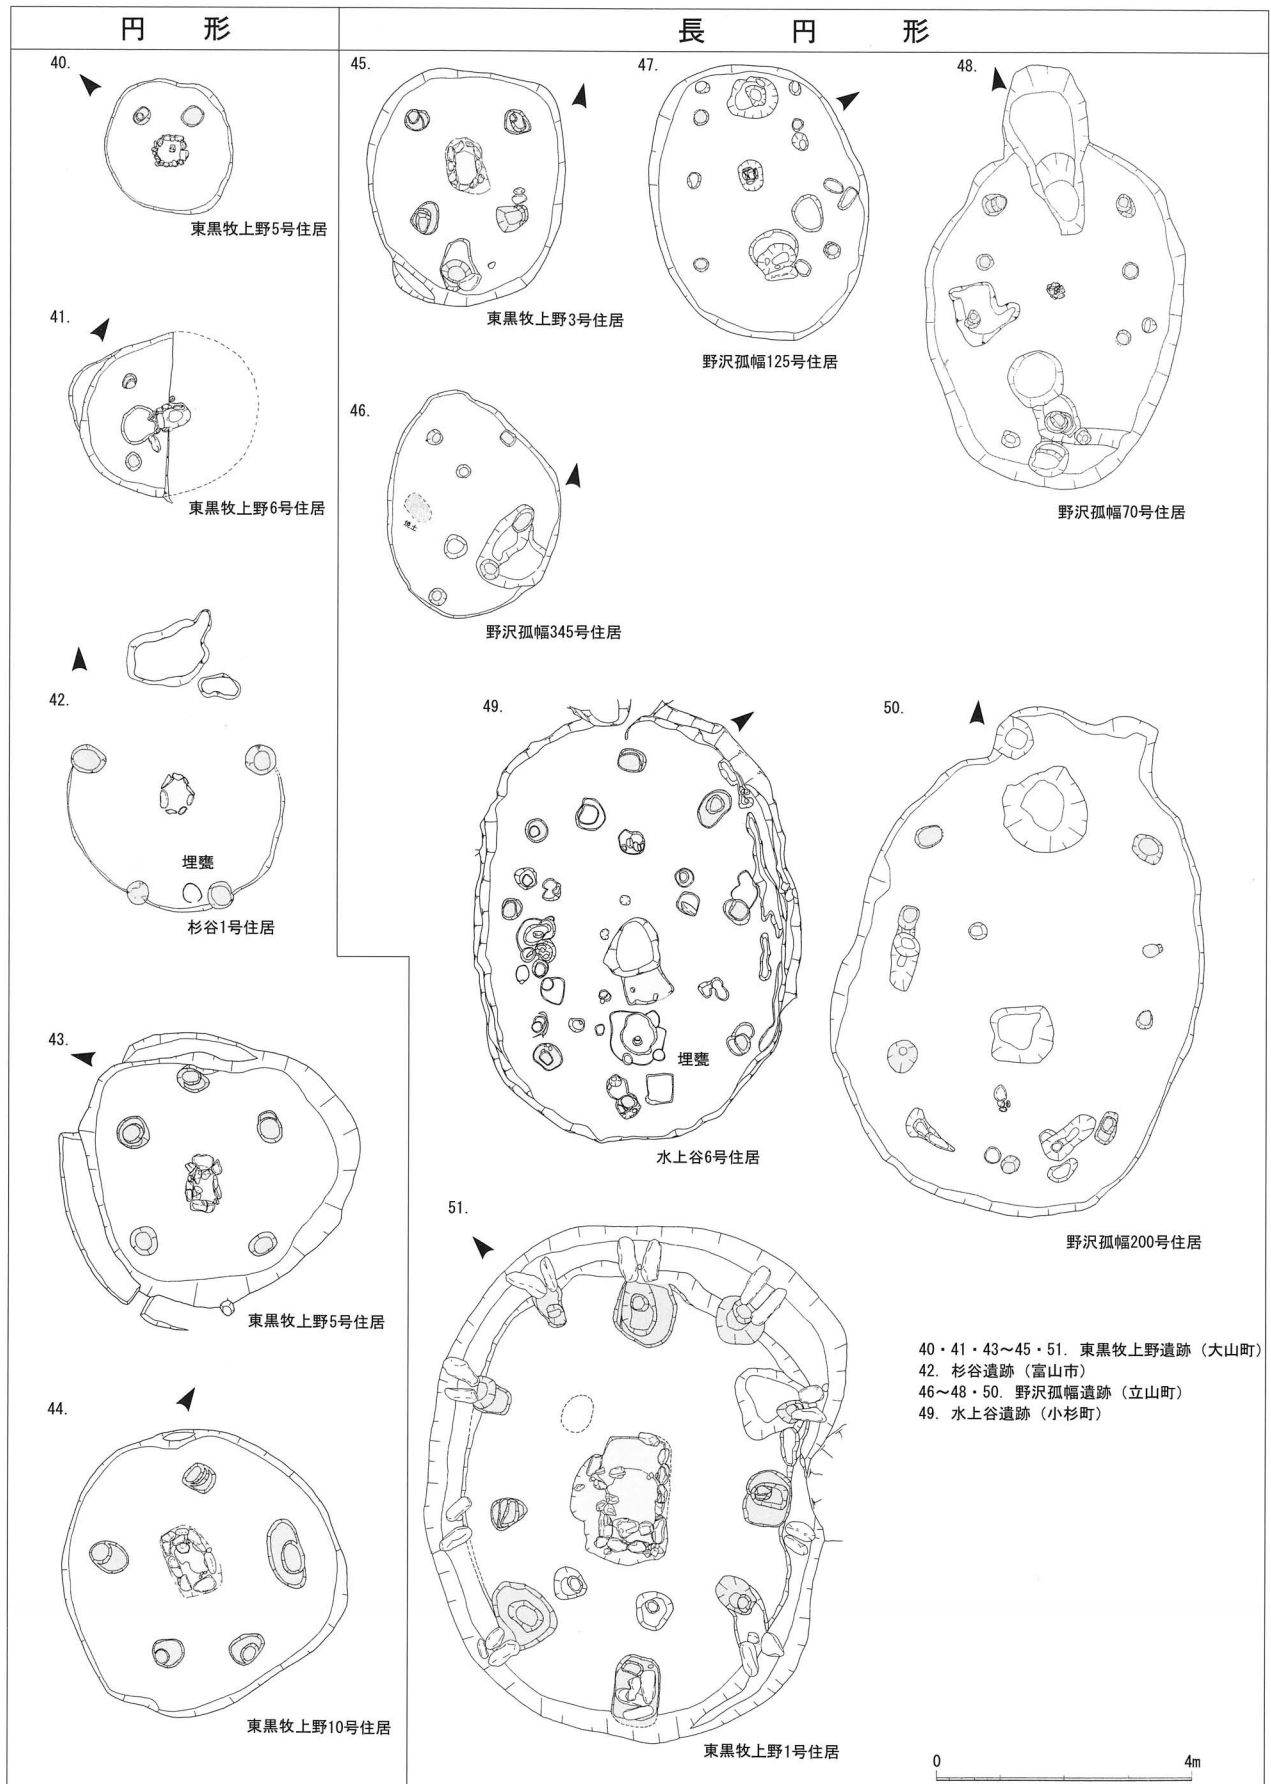 円形
長円形
40.
東黒牧上野5号住居
41.
東黒牧上野6号住居
42.
埋甕
杉谷1号住居
43.
東黒牧上野5号住居
44.
東黒牧上野10号住居
45.
東黒牧上野3号住居
46.
焼土
野沢狐幅345号住居
47.
野沢狐幅125号住居
48.
野沢狐幅70号住居
49.
埋甕
水上谷6号住居
50.
野沢狐幅200号住居
51.
東黒牧上野1号住居
40・41・43～45・51. 東黒牧上野遺跡（大山町）
42. 杉谷遺跡（富山市）
46～48・50. 野沢狐幅遺跡（立山町）
49. 水上谷遺跡（小杉町）
0 4m